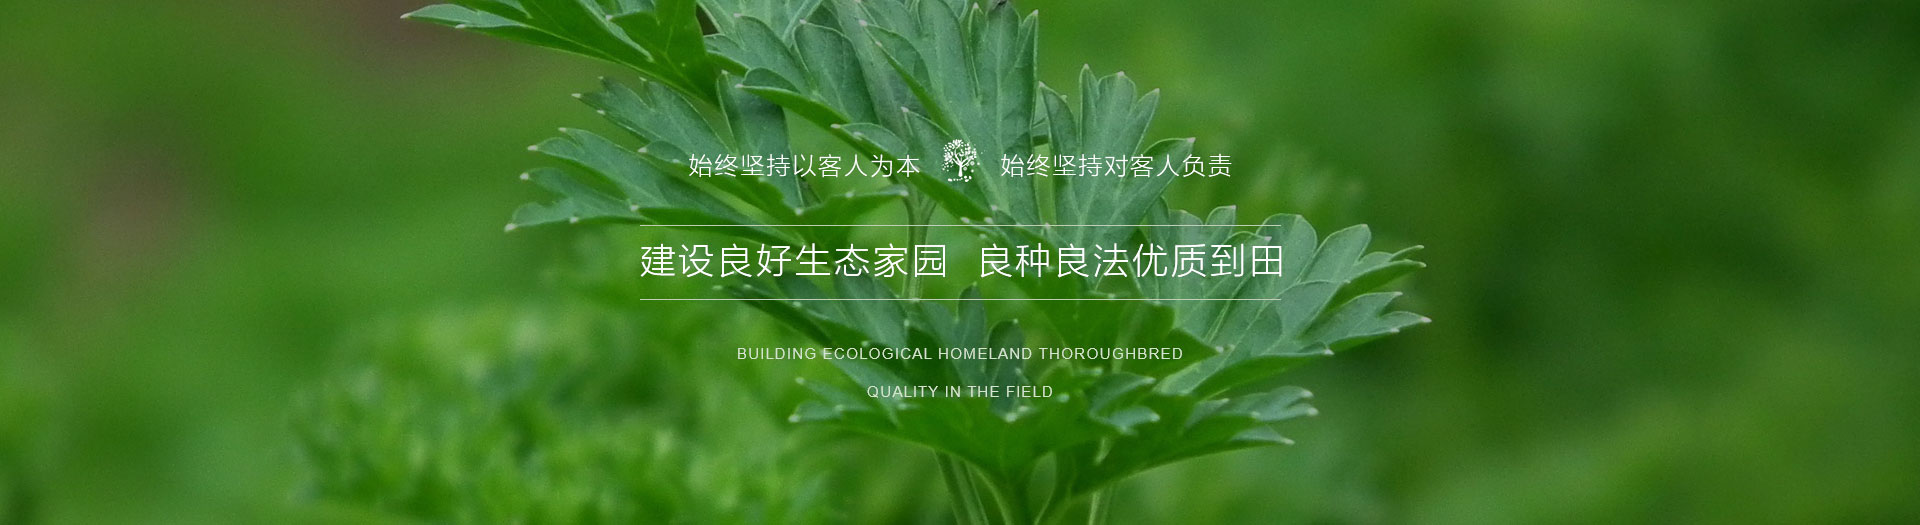 始终坚持以客人为本 始终坚持对客人负责
建设良好生态家园 良种良法优质到田
BUILDING ECOLOGICAL HOMELAND THOROUGHBRED
QUALITY IN THE FIELD